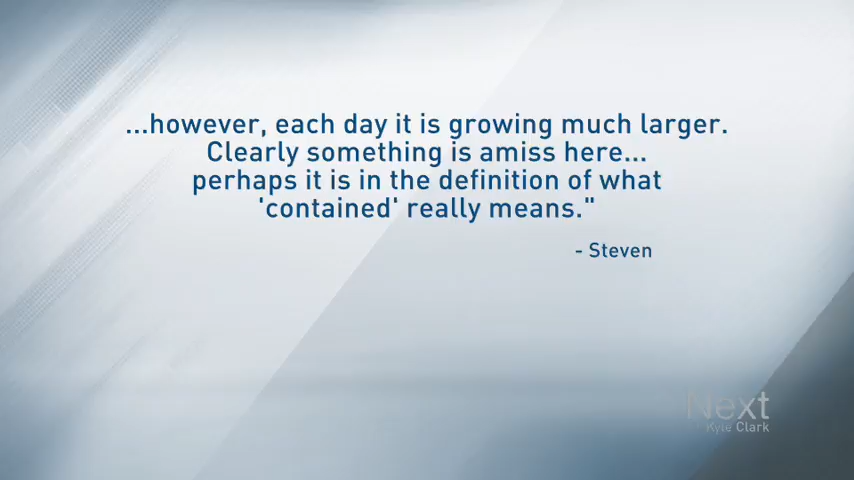 ...however, each day it is growing much larger.
Clearly something is amiss here...
perhaps it is in the definition of what
'contained' really means."
- Steven
Next
Kyle Clark